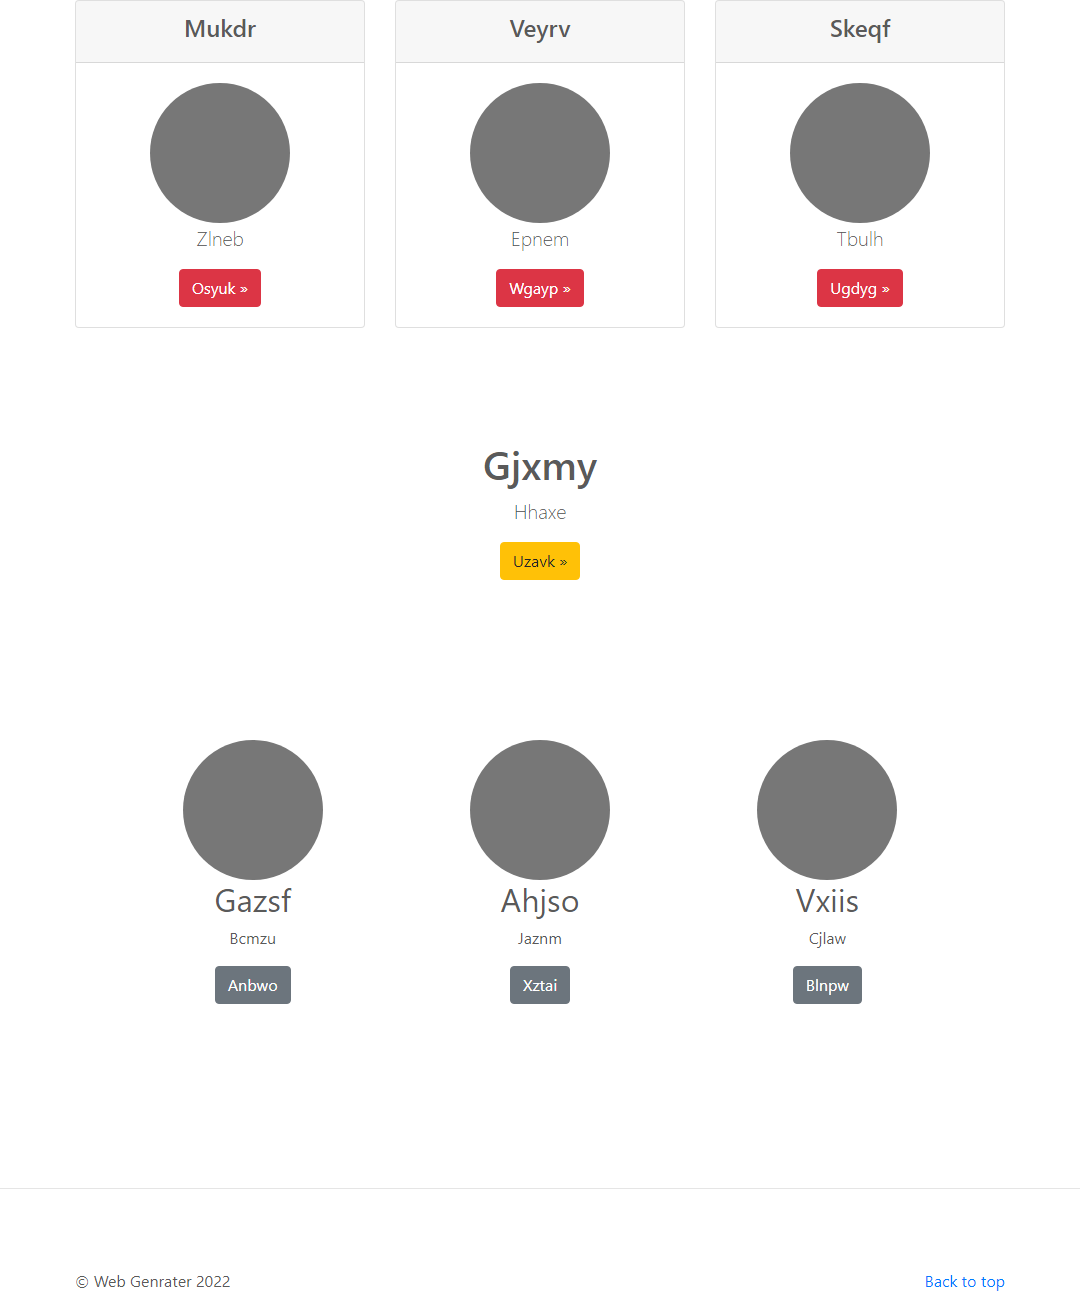 Mukdr
Veyrv
Skeqf
Zlneb
Epnem
Tbulh
Osyuk »
Wgayp »
Ugdyg »
Gjxmy
Hhaxe
Uzavk »
Gazsf
Ahjso
Vxiis
Bcmzu
Jaznm
Cjlaw
Anbwo
Xztai
Blnpw
© Web Genrater 2022
Back to top